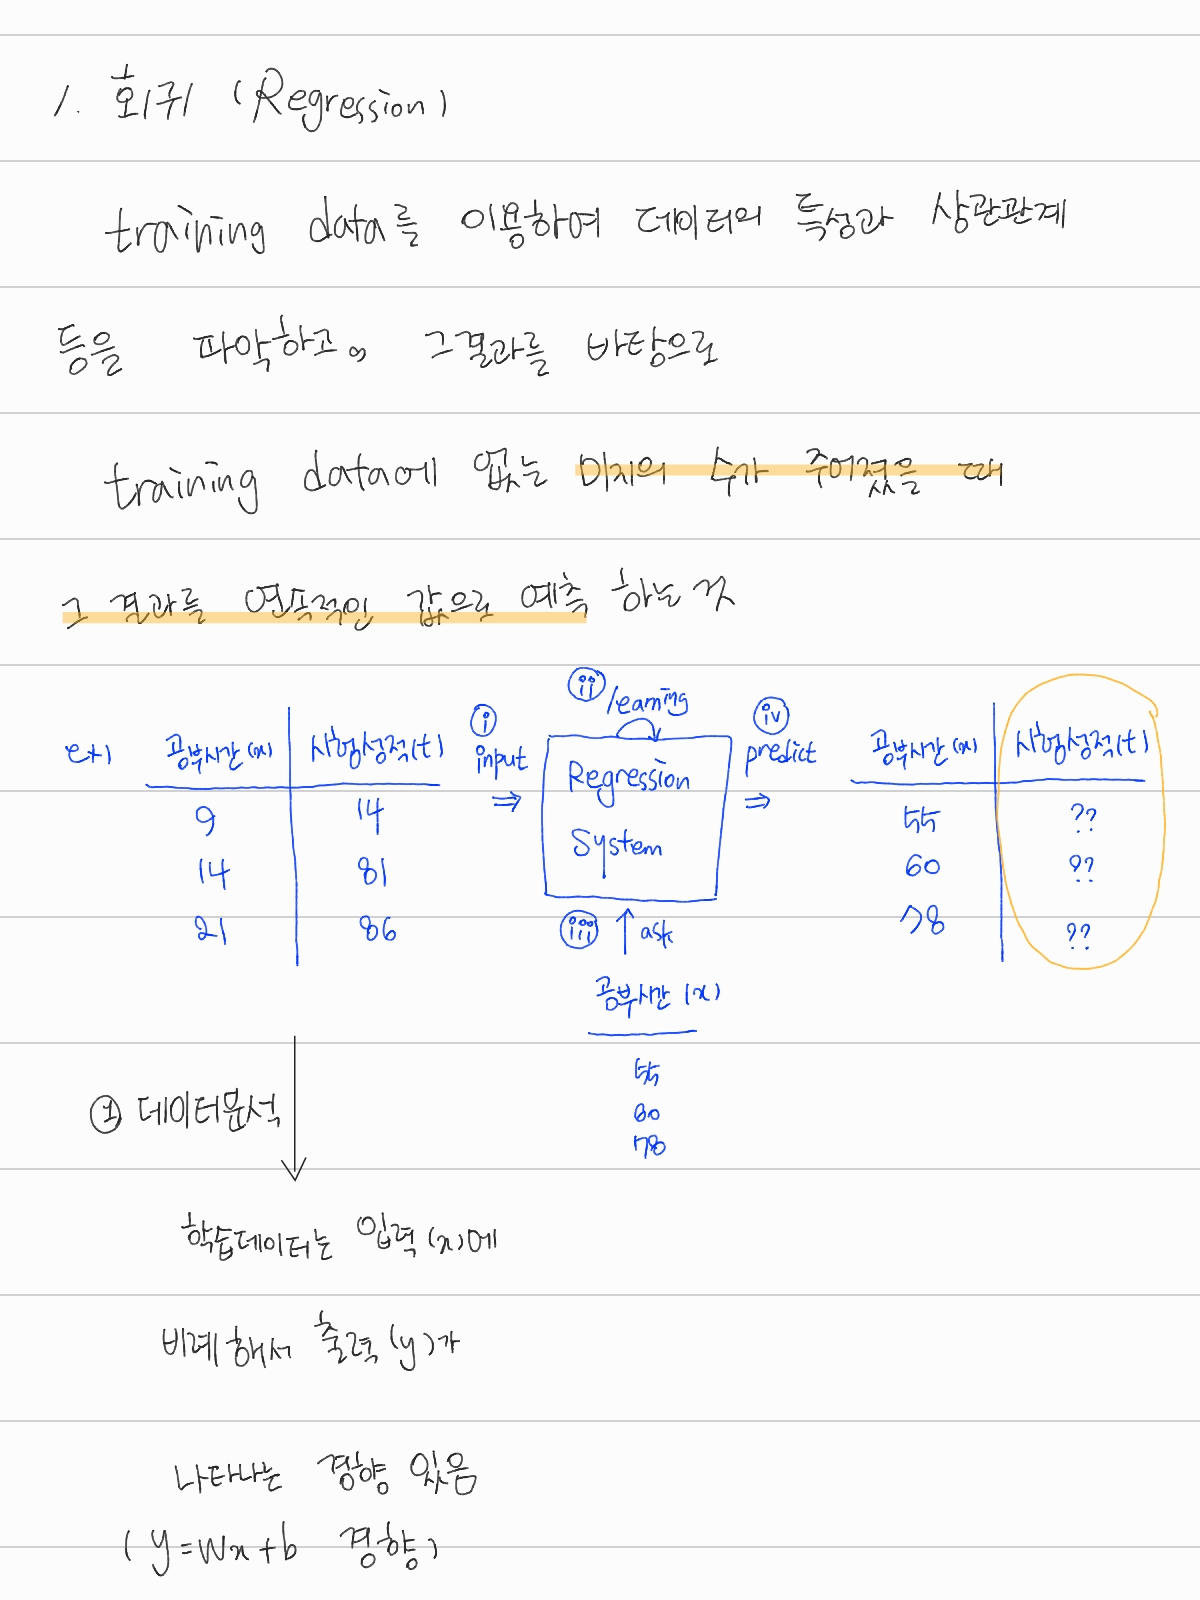 1. 회귀 (Regression)
training data를 이용하여 데이터의 특성과 상관관계
등을 파악하고。 그결과를 바탕으로
training data에 없는 미지의 수가 주어졌을 때
그 결과를 연속적인 값으로 예측 하는 것
ex)
공부시간(x) 시험성적(t)
9 14
14 81
21 86
ⅰ
input
⇒
ⅱ learning
Regression
System
ⅲ ↑ ask
공부시간 (x)
55
60
78
ⅳ
predict
⇒
공부시간(x) 시험성적(t)
55 ??
60 ??
78 ??
① 데이터분석
학습데이터는 입력(x)에
비례해서 출력(y)가
나타나는 경향 있음
( y=Wx+b 경향)